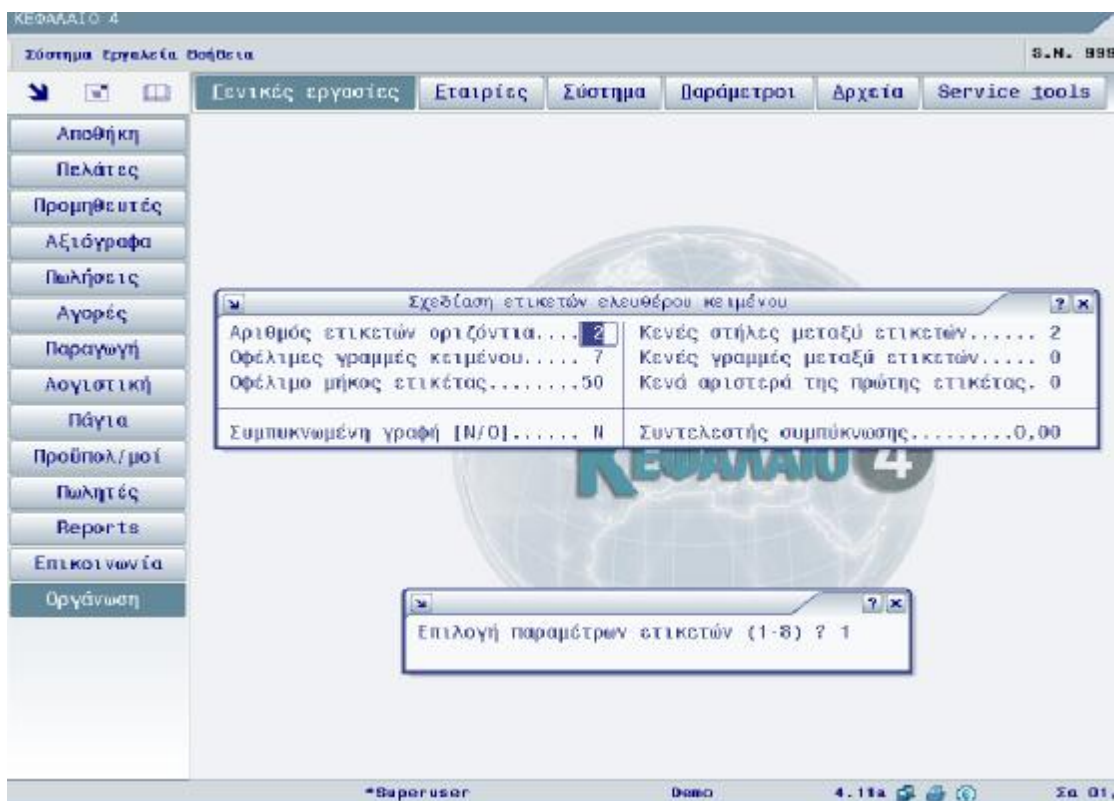 ΚΕΦΑΛΑΙΟ 4
Σύστημα Εργαλεία Βοήθεια
S.N. 999
Γενικές εργασίες Εταιρίες Σύστημα Παράμετροι Αρχεία Service tools
Αποθήκη
Πελάτες
Προμηθευτές
Αξιόγραφα
Πωλήσεις
Αγορές
Παραγωγή
Λογιστική
Πάγια
Προϋπολ/μοί
Πωλητές
Reports
Επικοινωνία
Οργάνωση
Σχεδίαση ετικετών ελευθέρου κειμένου
Αριθμός ετικετών οριζόντια.... 2 Κενές στήλες μεταξύ ετικετών...... 2
Οφέλιμες γραμμές κειμένου..... 7 Κενές γραμμές μεταξύ ετικετών..... 0
Οφέλιμο μήκος ετικέτας........50 Κενά αριστερά της πρώτης ετικέτας. 0
Συμπυκνωμένη γραφή [Ν/Ο]...... Ν Συντελεστής συμπύκνωσης.........0,00
ΚΕΦΑΛΑΙΟ 4
Επιλογή παραμέτρων ετικετών (1-8) ? 1
*Superuser Demo 4.11a Σα 01,